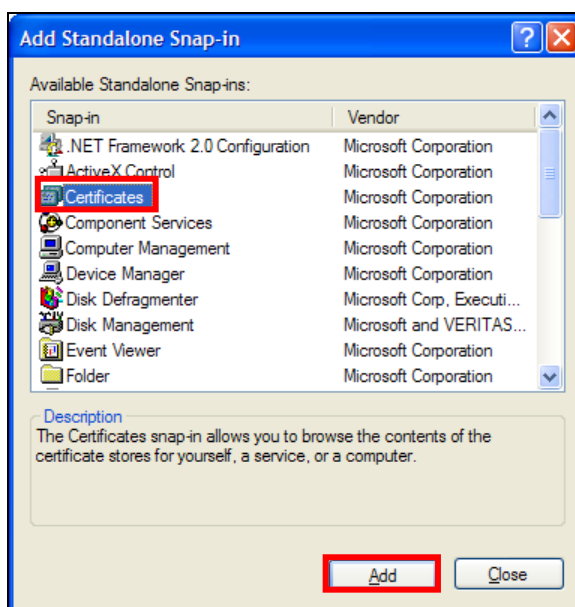 Add Standalone Snap-in
Available Standalone Snap-ins:
Snap-in Vendor
.NET Framework 2.0 Configuration Microsoft Corporation
ActiveX Control Microsoft Corporation
Certificates Microsoft Corporation
Component Services Microsoft Corporation
Computer Management Microsoft Corporation
Device Manager Microsoft Corporation
Disk Defragmenter Microsoft Corp, Executi...
Disk Management Microsoft and VERITAS...
Event Viewer Microsoft Corporation
Folder Microsoft Corporation
Description
The Certificates snap-in allows you to browse the contents of the
certificate stores for yourself, a service, or a computer.
Add Close